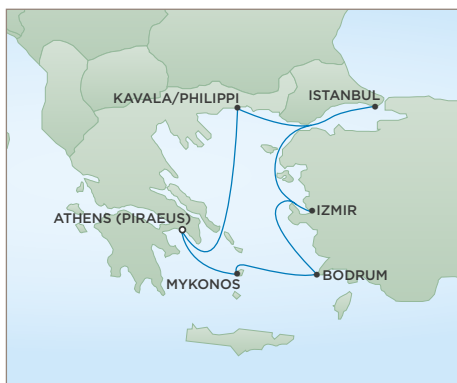 ISTANBUL
KAVALA/PHILIPPI
IZMIR
ATHENS (PIRAEUS)
BODRUM
MYKONOS